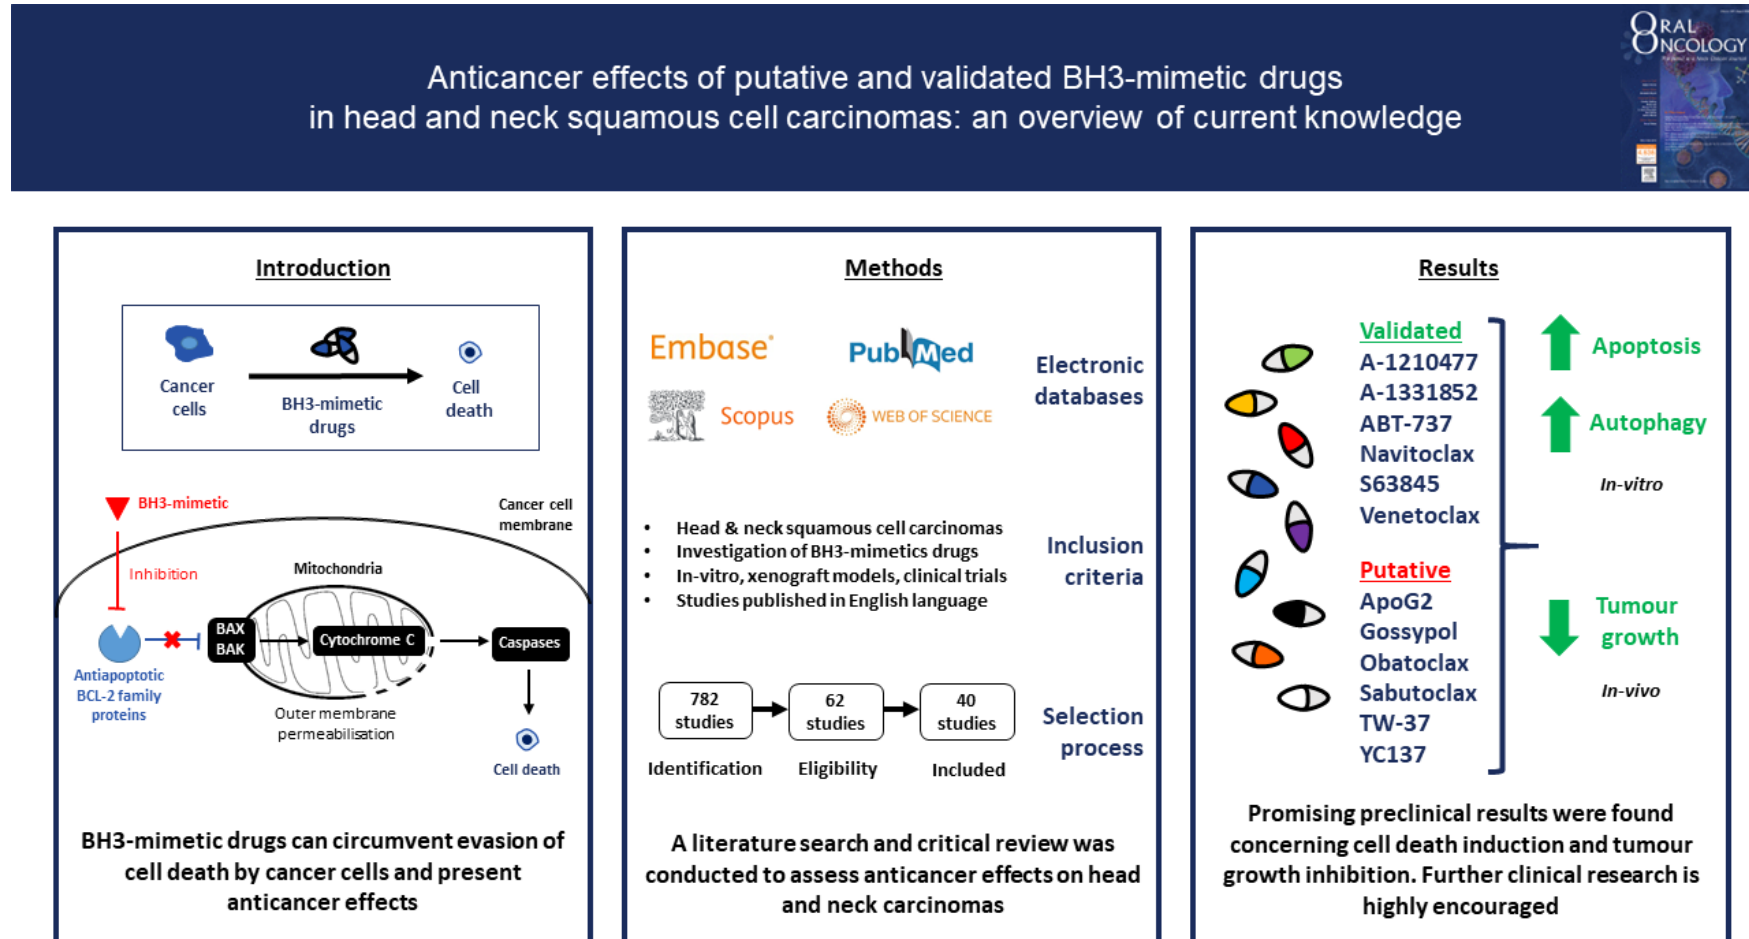 Anticancer effects of putative and validated BH3-mimetic drugs
in head and neck squamous cell carcinomas: an overview of current knowledge
ORAL
ONCOLOGY
Introduction
Cancer
cells
BH3-mimetic
drugs
Cell
death
BH3-mimetic
Cancer cell
membrane
Inhibition
Mitochondria
BAX
BAK
Cytochrome C
Caspases
Antiapoptotic
BCL-2 family
proteins
Outer membrane
permeabilisation
Cell death
BH3-mimetic drugs can circumvent evasion of
cell death by cancer cells and present
anticancer effects
Methods
Embase®
PubMed
Scopus
WEB OF SCIENCE
Electronic
databases
• Head & neck squamous cell carcinomas
• Investigation of BH3-mimetics drugs
• In-vitro, xenograft models, clinical trials
• Studies published in English language
Inclusion
criteria
782
studies
62
studies
40
studies
Identification
Eligibility
Included
Selection
process
A literature search and critical review was
conducted to assess anticancer effects on head
and neck carcinomas
Results
Validated
A-1210477
A-1331852
ABT-737
Navitoclax
S63845
Venetoclax
Putative
ApoG2
Gossypol
Obatoclax
Sabutoclax
TW-37
YC137
Apoptosis
Autophagy
In-vitro
Tumour
growth
In-vivo
Promising preclinical results were found
concerning cell death induction and tumour
growth inhibition. Further clinical research is
highly encouraged